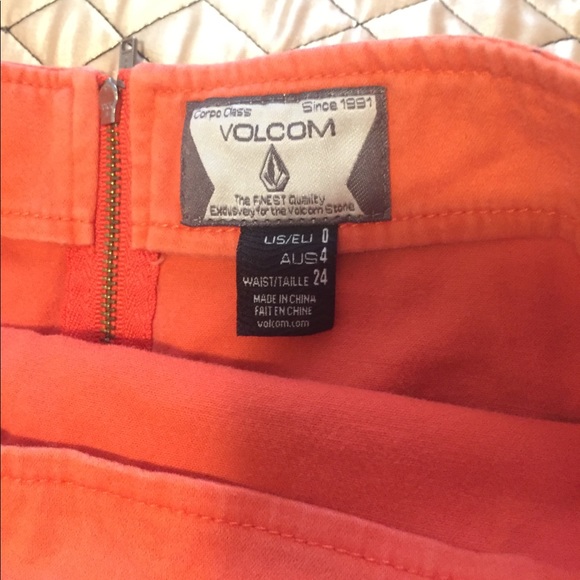 Corpo Class Since 1991
VOLCOM
The FINEST Quality
Exclusively for the Volcom Stone
US/EU 0
AUS 4
WAIST/TAILLE 24
MADE IN CHINA
FAIT EN CHINE
volcom.com